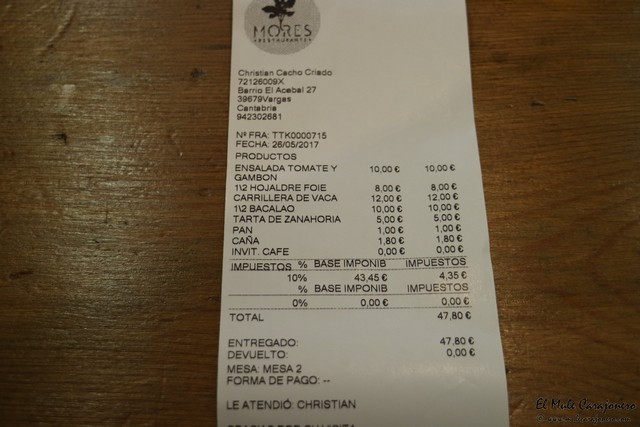 MORES
RESTAURANTE
Christian Cacho Criado
72126009X
Barrio El Acebal 27
39679Vargas
Cantabria
942302681
Nº FRA: TTK0000715
FECHA: 26/05/2017
PRODUCTOS
ENSALADA TOMATE Y 10,00 € 10,00 €
GAMBON
1\2 HOJALDRE FOIE 8,00 € 8,00 €
CARRILLERA DE VACA 12,00 € 12,00 €
1\2 BACALAO 10,00 € 10,00 €
TARTA DE ZANAHORIA 5,00 € 5,00 €
PAN 1,00 € 1,00 €
CAÑA 1,80 € 1,80 €
INVIT. CAFE 0,00 € 0,00 €
IMPUESTOS % BASE IMPONIB IMPUESTOS
10% 43,45 € 4,35 €
% BASE IMPONIB IMPUESTOS
0% 0,00 € 0,00 €
TOTAL 47,80 €
ENTREGADO: 47,80 €
DEVUELTO: 0,00 €
MESA: MESA 2
FORMA DE PAGO: --
LE ATENDIÓ: CHRISTIAN
El Mule Carajonero